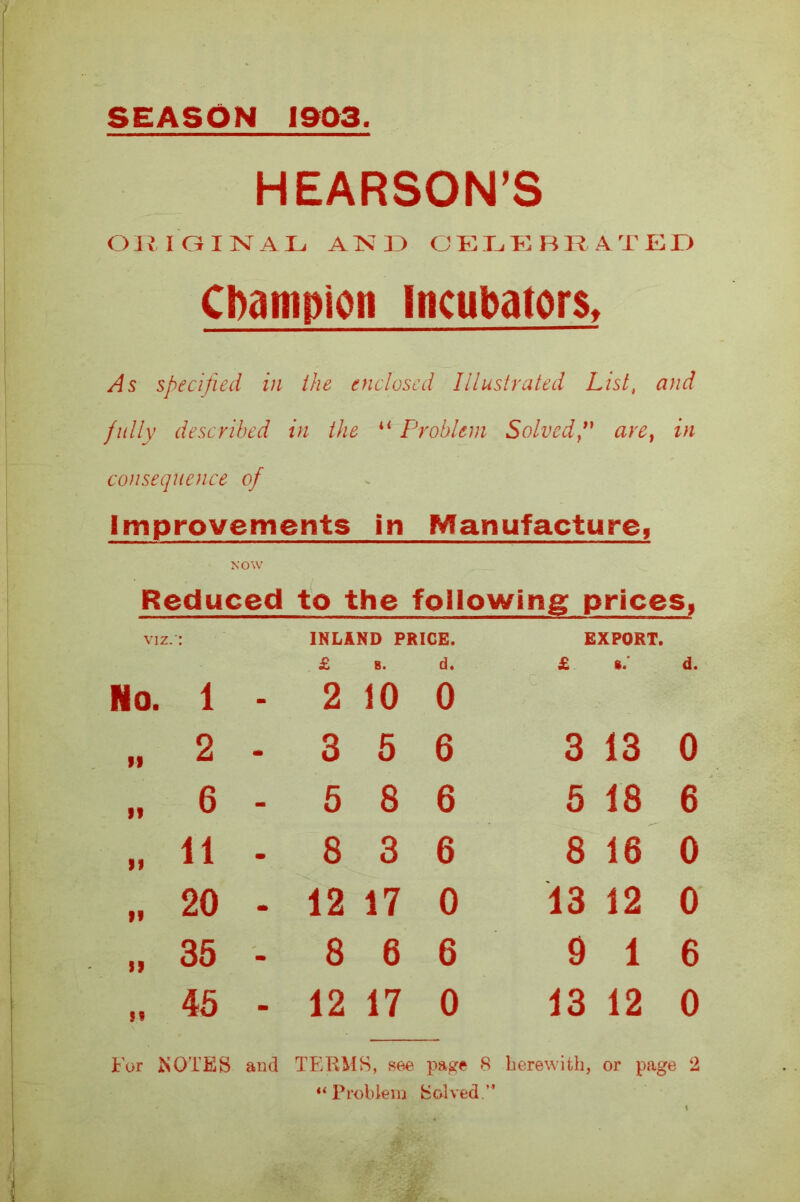 SEASON 1903.
HEARSON'S
ORIGINAL AND CELEBRATED
Champion Incubators,
As specified in the enclosed Illustrated List, and
fully described in the “Problem Solved,” are, in
consequence of
Improvements in Manufacture,
NOW
Reduced to the following prices,
VIZ.: INLAND PRICE. EXPORT.
£ s. d. £ s. d.
No. 1 - 2 10 0
„ 2 - 3 5 6 3 13 0
„ 6 - 5 8 6 5 18 6
„ 11 - 8 3 6 8 16 0
„ 20 - 12 17 0 13 12 0
„ 35 - 8 6 6 9 1 6
„ 45 - 12 17 0 13 12 0
For NOTES and TERMS, see page 8 herewith, or page 2
“Problem Solved.”